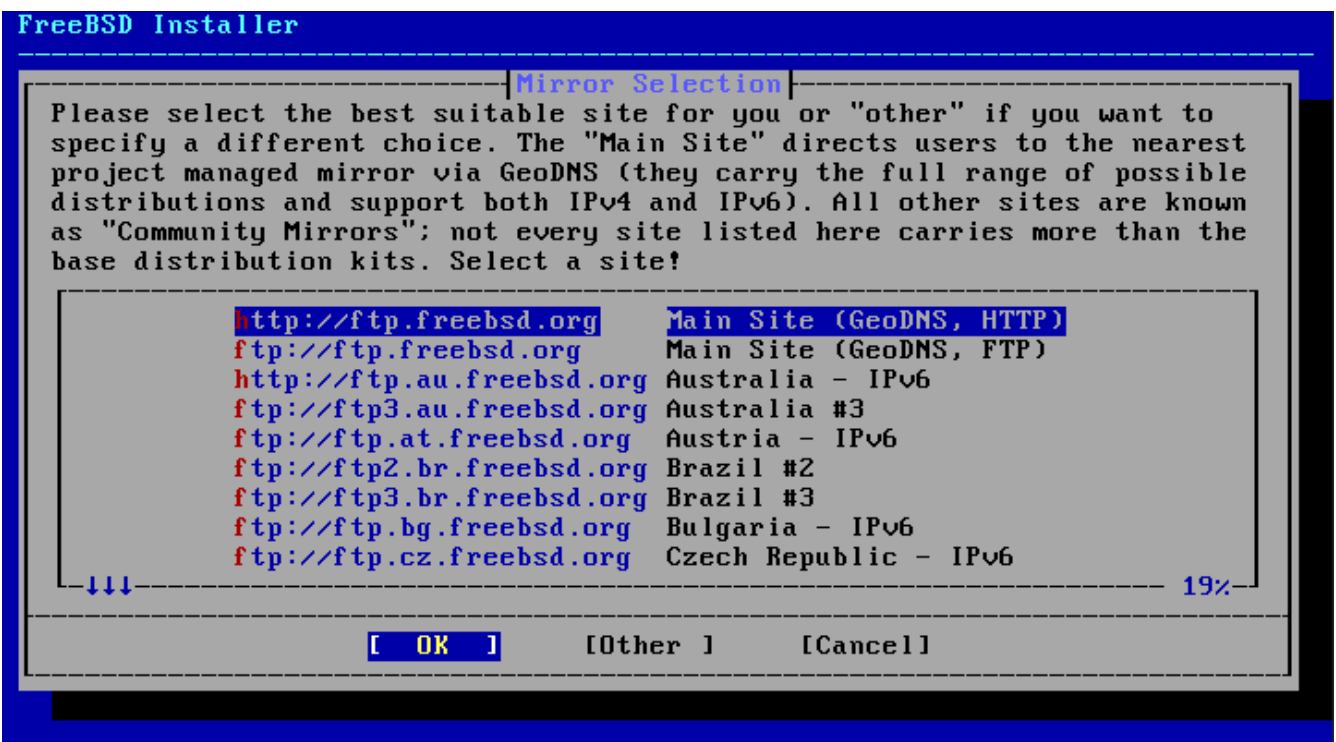 FreeBSD Installer
Mirror Selection
Please select the best suitable site for you or "other" if you want to
specify a different choice. The "Main Site" directs users to the nearest
project managed mirror via GeoDNS (they carry the full range of possible
distributions and support both IPv4 and IPv6). All other sites are known
as "Community Mirrors"; not every site listed here carries more than the
base distribution kits. Select a site!
http://ftp.freebsd.org Main Site (GeoDNS, HTTP)
ftp://ftp.freebsd.org Main Site (GeoDNS, FTP)
http://ftp.au.freebsd.org Australia - IPv6
ftp://ftp3.au.freebsd.org Australia #3
ftp://ftp.at.freebsd.org Austria - IPv6
ftp://ftp2.br.freebsd.org Brazil #2
ftp://ftp3.br.freebsd.org Brazil #3
ftp://ftp.bg.freebsd.org Bulgaria - IPv6
ftp://ftp.cz.freebsd.org Czech Republic - IPv6
↓↓↓ 19%
[ OK ] [Other ] [Cancel]